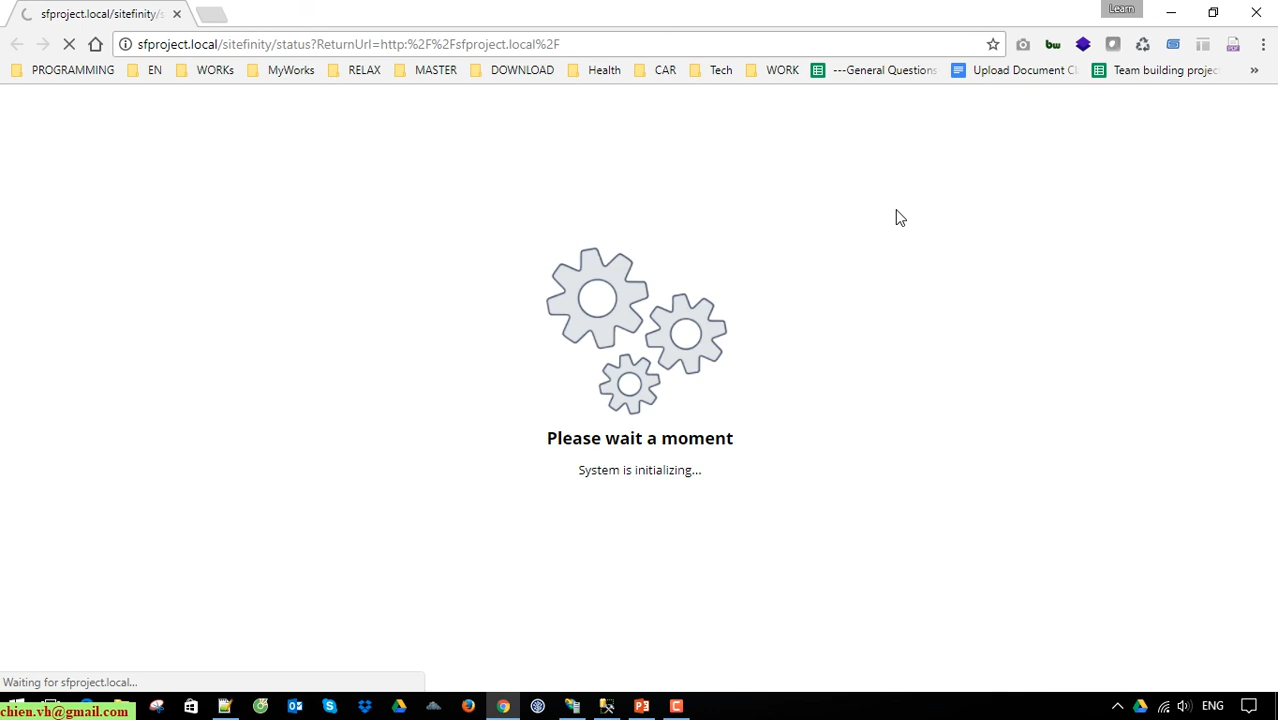 Learn
sfproject.local/sitefinity/s
sfproject.local/sitefinity/status?ReturnUrl=http:%2F%2Fsfproject.local%2F
PROGRAMMING EN WORKs MyWorks RELAX MASTER DOWNLOAD Health CAR Tech WORK ---General Questions Upload Document Cl Team building projec »
Please wait a moment
System is initializing...
Waiting for sfproject.local...
ENG
chien.vh@gmail.com